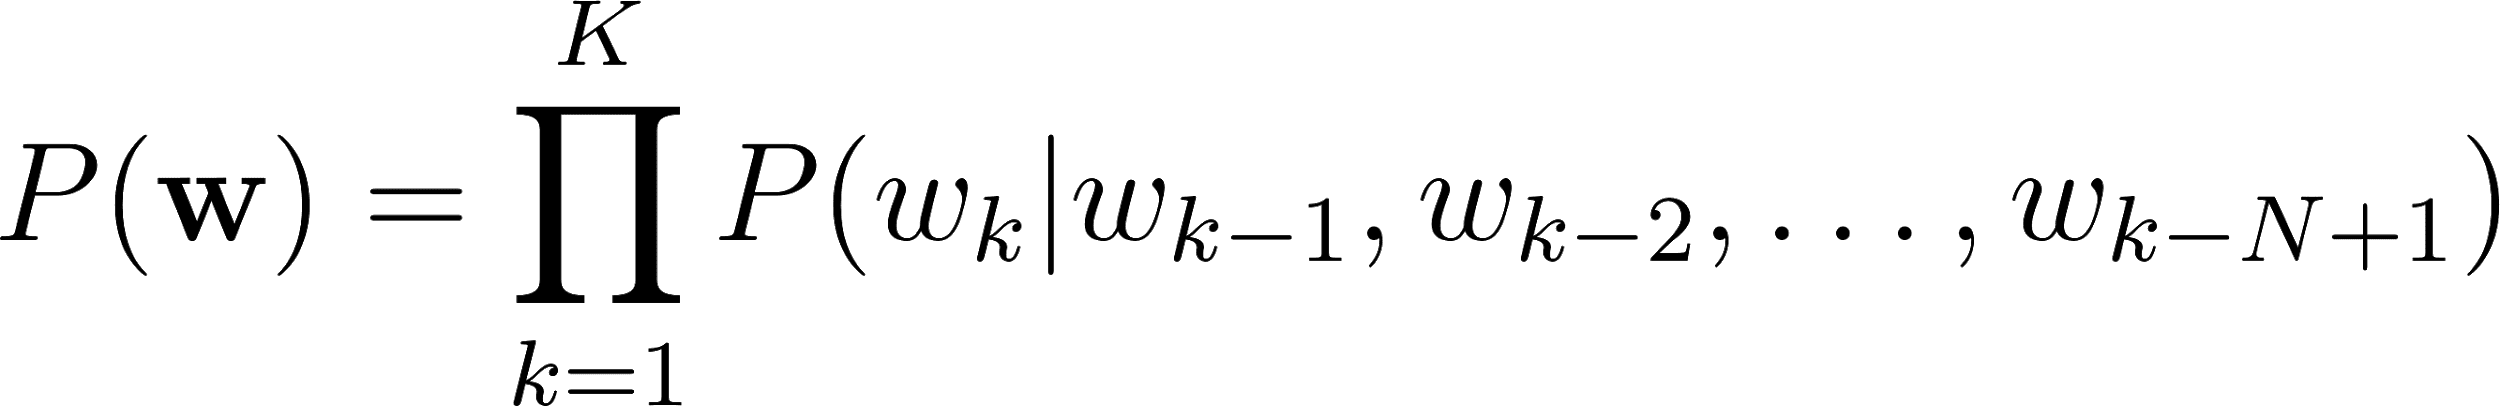 P(𝐰) = ∏_{k=1}^{K} P(w_k|w_{k−1}, w_{k−2}, . . . , w_{k−N+1})